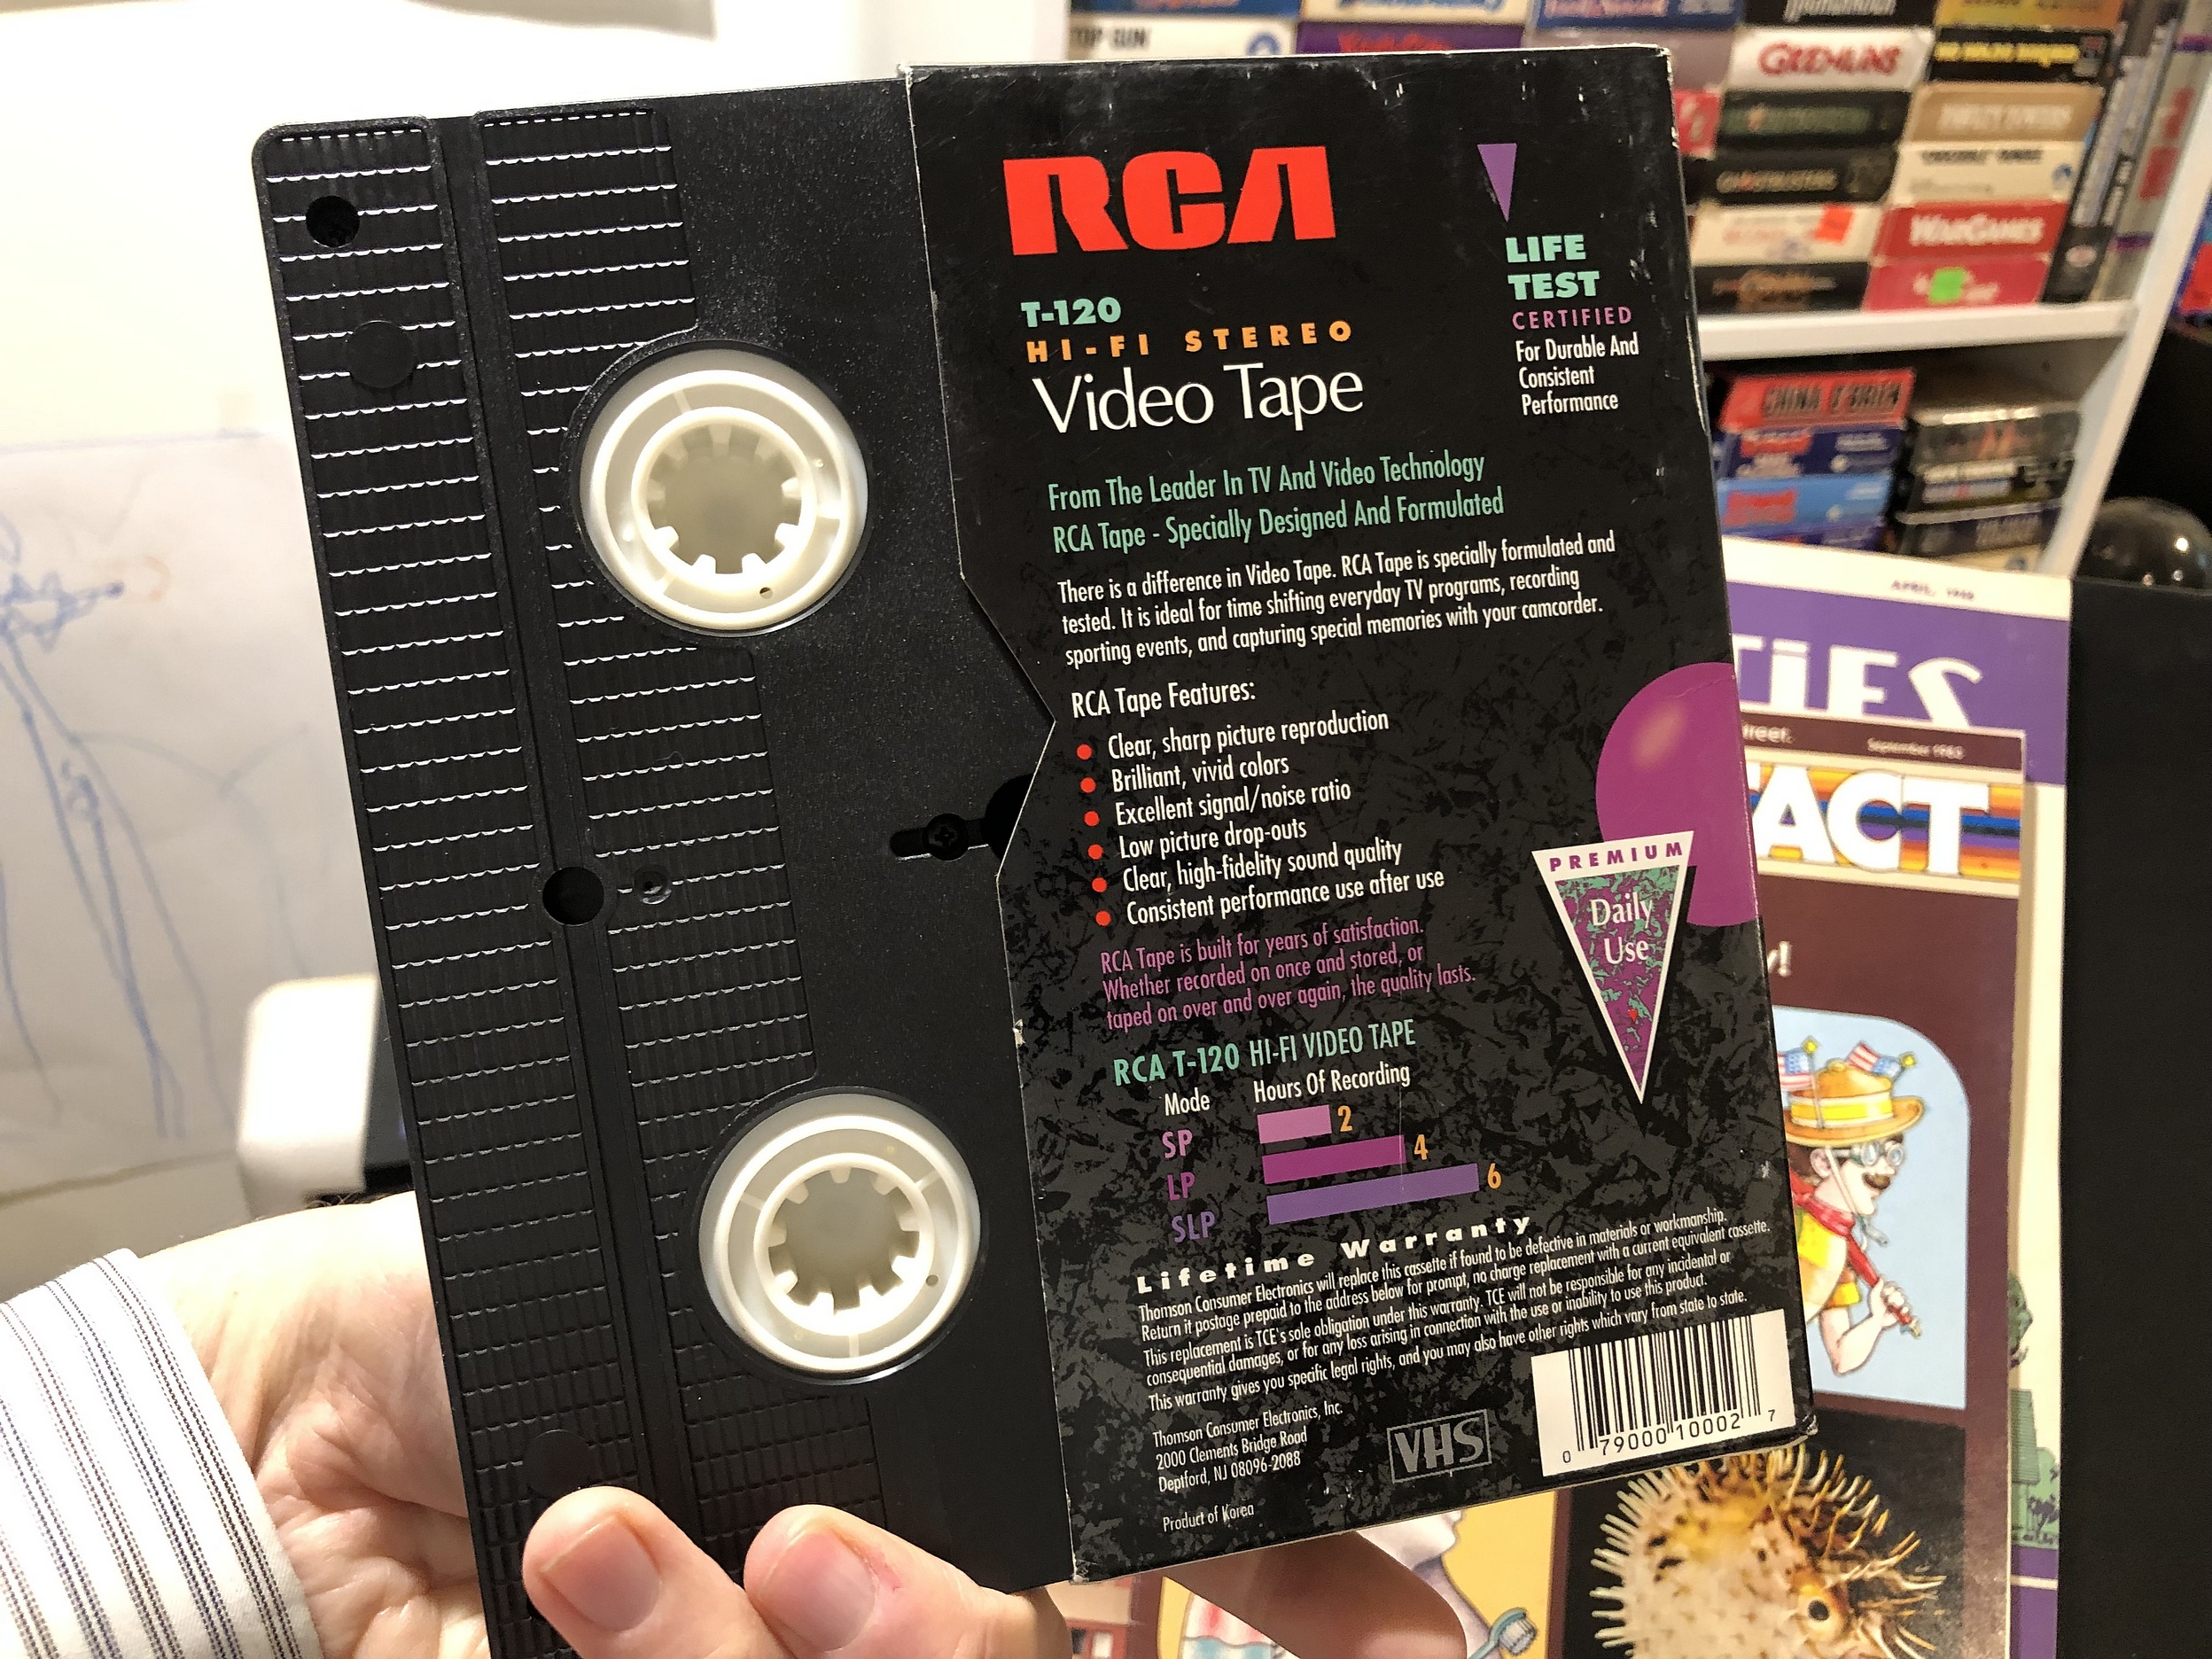 RCA
T-120
HI-FI STEREO
Video Tape
LIFE
TEST
CERTIFIED
For Durable And
Consistent
Performance
From The Leader In TV And Video Technology
RCA Tape - Specially Designed And Formulated
There is a difference in Video Tape. RCA Tape is specially formulated and
tested. It is ideal for time shifting everyday TV programs, recording
sporting events, and capturing special memories with your camcorder.
RCA Tape Features:
Clear, sharp picture reproduction
Brilliant, vivid colors
Excellent signal/noise ratio
Low picture drop-outs
Clear, high-fidelity sound quality
Consistent performance use after use
RCA Tape is built for years of satisfaction.
Whether recorded on once and stored, or
taped on over and over again, the quality lasts.
PREMIUM
Daily
Use
RCA T-120 HI-FI VIDEO TAPE
Mode Hours Of Recording
SP 2
LP 4
SLP 6
Lifetime Warranty
Thomson Consumer Electronics will replace this cassette if found to be defective in materials or workmanship.
Return it postage prepaid to the address below for prompt, no charge replacement with a current equivalent cassette.
This replacement is TCE's sole obligation under this warranty. TCE will not be responsible for any incidental or
consequential damages, or for any loss arising in connection with the use or inability to use this product.
This warranty gives you specific legal rights, and you may also have other rights which vary from state to state.
Thomson Consumer Electronics, Inc.
2000 Clements Bridge Road
Deptford, NJ 08096-2088
Product of Korea
VHS
0 79000 10002 7
TOP GUN
GREMLINS
GHOSTBUSTERS
WARGAMES
CHINA O'BRIEN
APRIL,
TIES
September 1983
TACT